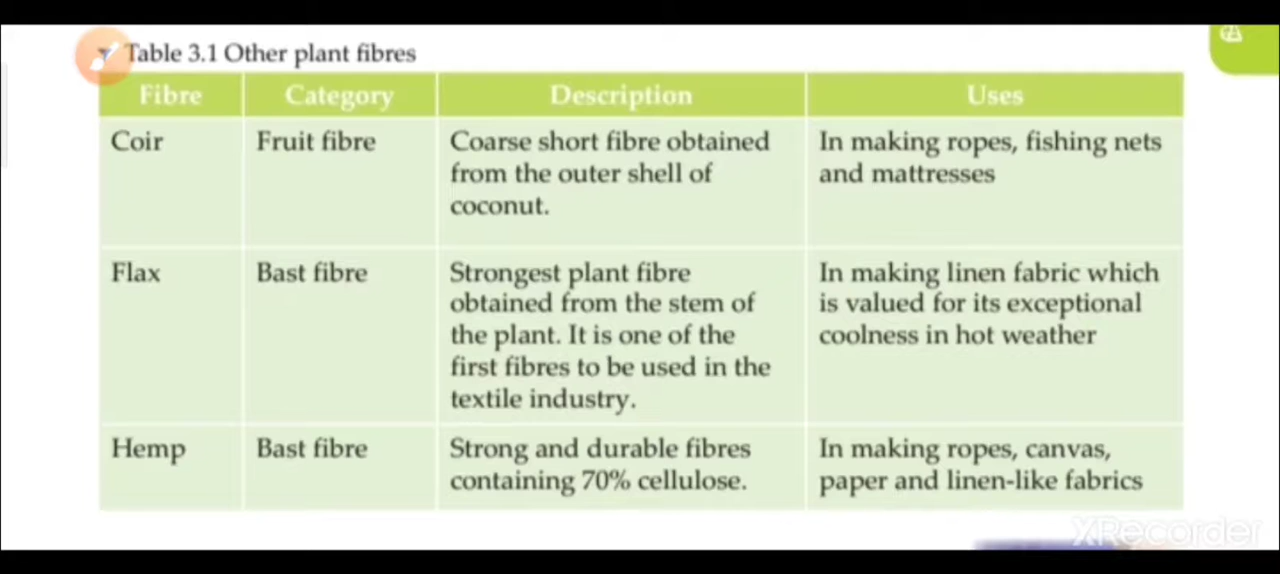 Table 3.1 Other plant fibres
Fibre Category Description Uses
Coir Fruit fibre Coarse short fibre obtained In making ropes, fishing nets
from the outer shell of and mattresses
coconut.
Flax Bast fibre Strongest plant fibre In making linen fabric which
obtained from the stem of is valued for its exceptional
the plant. It is one of the coolness in hot weather
first fibres to be used in the
textile industry.
Hemp Bast fibre Strong and durable fibres In making ropes, canvas,
containing 70% cellulose. paper and linen-like fabrics
XRecorder